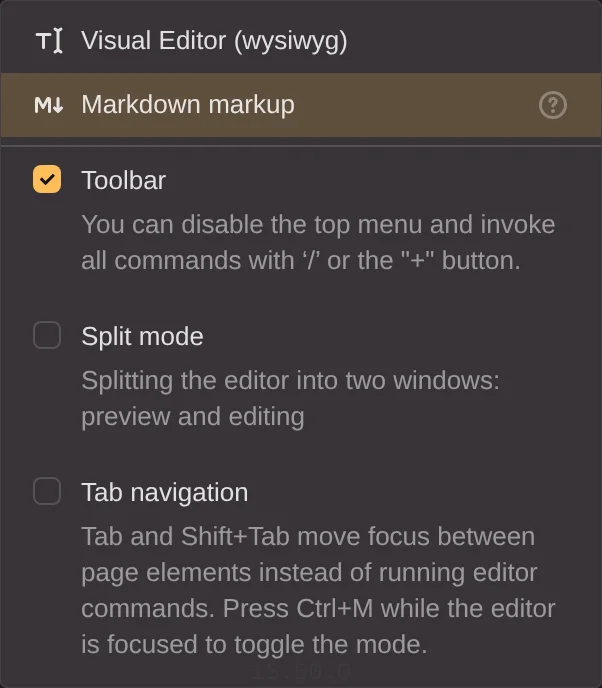 Visual Editor (wysiwyg)
M↓ Markdown markup ?
Toolbar
You can disable the top menu and invoke
all commands with ‘/’ or the "+" button.
Split mode
Splitting the editor into two windows:
preview and editing
Tab navigation
Tab and Shift+Tab move focus between
page elements instead of running editor
commands. Press Ctrl+M while the editor
is focused to toggle the mode.